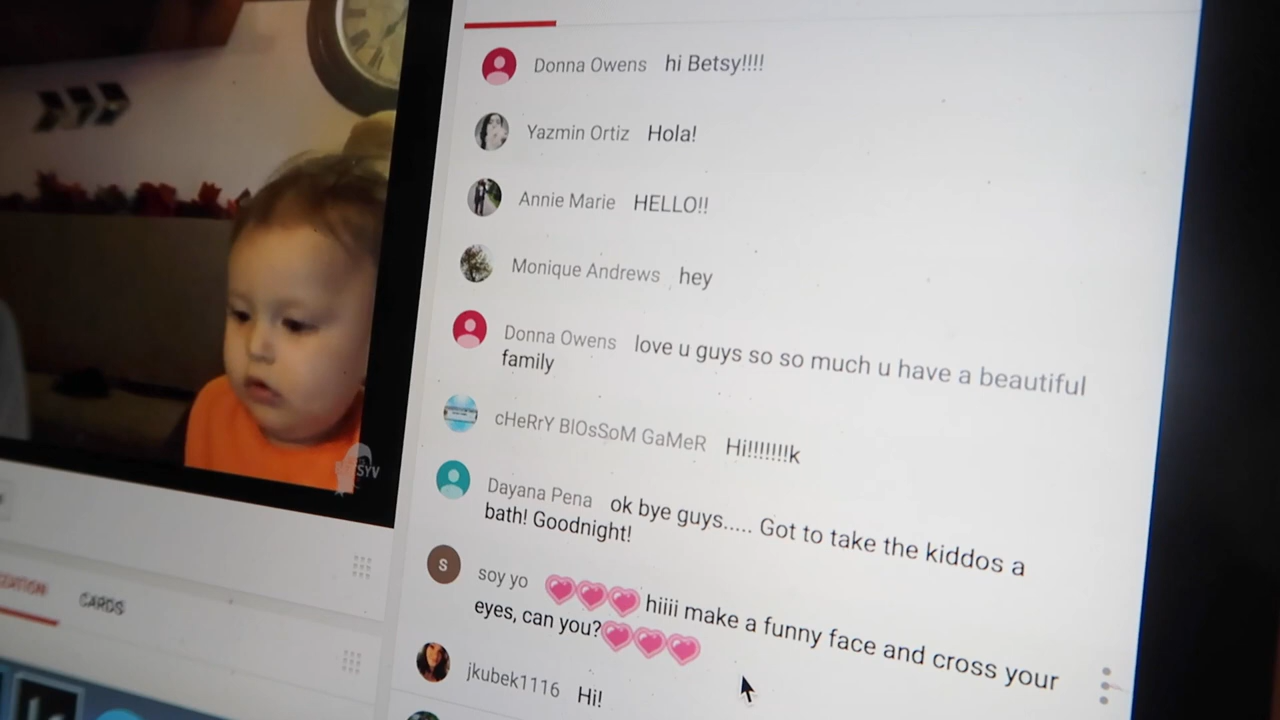 Donna Owens hi Betsy!!!!
Yazmin Ortiz Hola!
Annie Marie HELLO!!
Monique Andrews hey
Donna Owens love u guys so so much u have a beautiful
family
cHeRrY BlOsSoM GaMeR Hi!!!!!!!k
Dayana Pena ok bye guys..... Got to take the kiddos a
bath! Goodnight!
S
soy yo 💗💗💗 hiiii make a funny face and cross your
eyes, can you?💗💗💗
jkubek1116 Hi!
CARDS